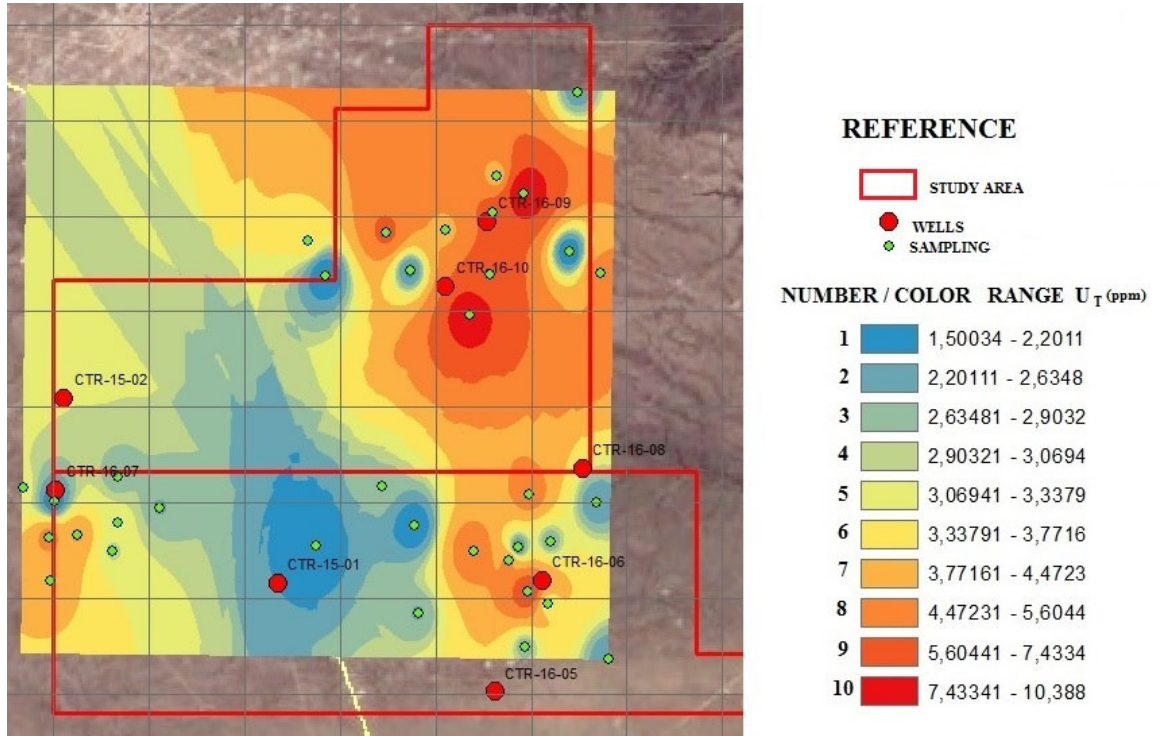 CTR-16-09
CTR-16-10
CTR-15-02
CTR-16-08
CTR-16-07
CTR-15-01
CTR-16-06
CTR-16-05
REFERENCE
STUDY AREA
WELLS
SAMPLING
NUMBER / COLOR RANGE U T (ppm)
1 1,50034 - 2,2011
2 2,20111 - 2,6348
3 2,63481 - 2,9032
4 2,90321 - 3,0694
5 3,06941 - 3,3379
6 3,33791 - 3,7716
7 3,77161 - 4,4723
8 4,47231 - 5,6044
9 5,60441 - 7,4334
10 7,43341 - 10,388